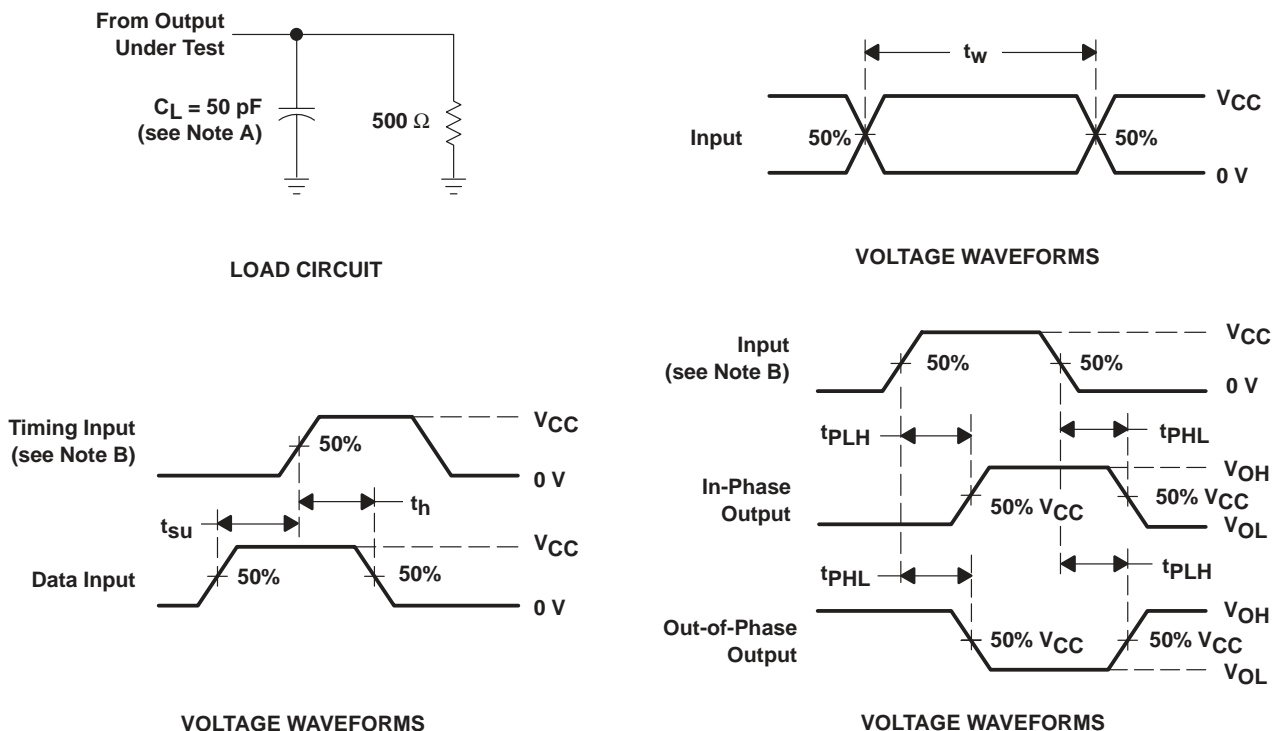 From Output
Under Test
CL = 50 pF
(see Note A)
500 Ω
LOAD CIRCUIT
tw
Input
50%
50%
VCC
0 V
VOLTAGE WAVEFORMS
Timing Input
(see Note B)
50%
VCC
0 V
th
tsu
Data Input
50%
50%
VCC
0 V
VOLTAGE WAVEFORMS
Input
(see Note B)
50%
50%
VCC
0 V
tPLH
tPHL
In-Phase
Output
50% VCC
VOH
50% VCC
VOL
tPHL
tPLH
Out-of-Phase
Output
50% VCC
VOH
50% VCC
VOL
VOLTAGE WAVEFORMS